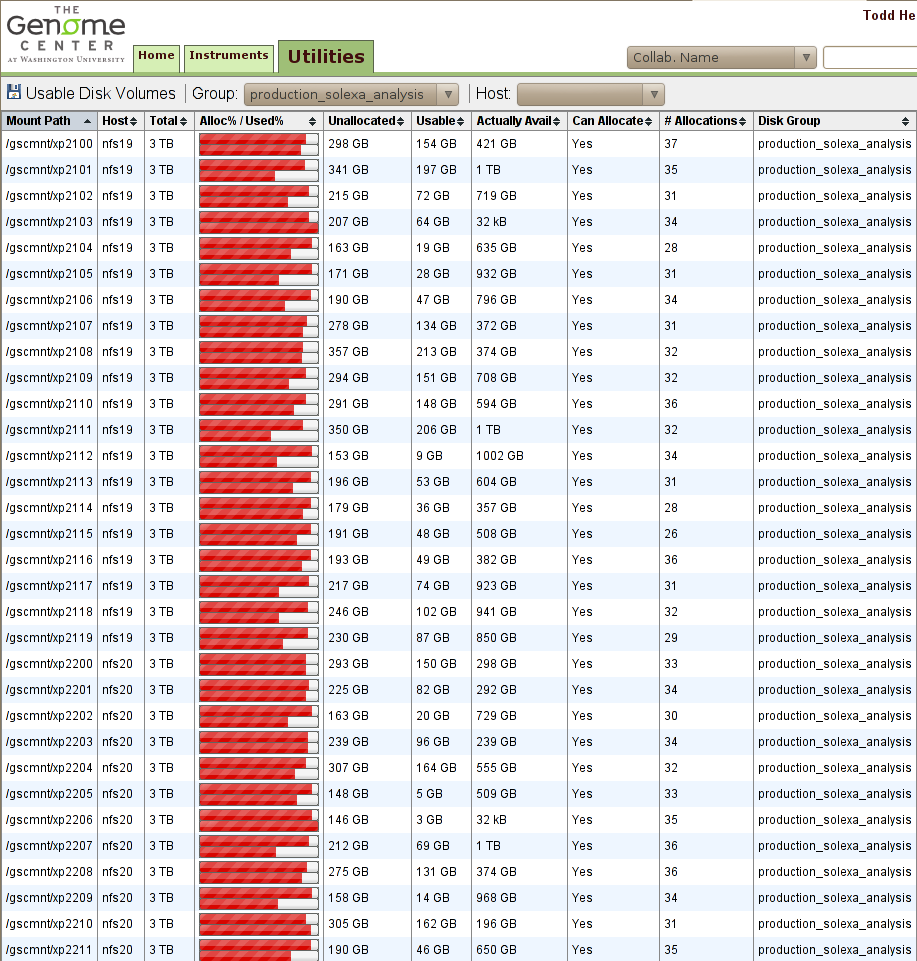 THE
Genome
CENTER
AT WASHINGTON UNIVERSITY
Home
Instruments
Utilities
Todd He
Collab. Name
Usable Disk Volumes Group: production_solexa_analysis Host:
Mount Path Host Total Alloc% / Used% Unallocated Usable Actually Avail Can Allocate # Allocations Disk Group
/gscmnt/xp2100 nfs19 3 TB 298 GB 154 GB 421 GB Yes 37 production_solexa_analysis
/gscmnt/xp2101 nfs19 3 TB 341 GB 197 GB 1 TB Yes 35 production_solexa_analysis
/gscmnt/xp2102 nfs19 3 TB 215 GB 72 GB 719 GB Yes 31 production_solexa_analysis
/gscmnt/xp2103 nfs19 3 TB 207 GB 64 GB 32 kB Yes 34 production_solexa_analysis
/gscmnt/xp2104 nfs19 3 TB 163 GB 19 GB 635 GB Yes 28 production_solexa_analysis
/gscmnt/xp2105 nfs19 3 TB 171 GB 28 GB 932 GB Yes 31 production_solexa_analysis
/gscmnt/xp2106 nfs19 3 TB 190 GB 47 GB 796 GB Yes 34 production_solexa_analysis
/gscmnt/xp2107 nfs19 3 TB 278 GB 134 GB 372 GB Yes 31 production_solexa_analysis
/gscmnt/xp2108 nfs19 3 TB 357 GB 213 GB 374 GB Yes 32 production_solexa_analysis
/gscmnt/xp2109 nfs19 3 TB 294 GB 151 GB 708 GB Yes 32 production_solexa_analysis
/gscmnt/xp2110 nfs19 3 TB 291 GB 148 GB 594 GB Yes 36 production_solexa_analysis
/gscmnt/xp2111 nfs19 3 TB 350 GB 206 GB 1 TB Yes 32 production_solexa_analysis
/gscmnt/xp2112 nfs19 3 TB 153 GB 9 GB 1002 GB Yes 34 production_solexa_analysis
/gscmnt/xp2113 nfs19 3 TB 196 GB 53 GB 604 GB Yes 31 production_solexa_analysis
/gscmnt/xp2114 nfs19 3 TB 179 GB 36 GB 357 GB Yes 28 production_solexa_analysis
/gscmnt/xp2115 nfs19 3 TB 191 GB 48 GB 508 GB Yes 26 production_solexa_analysis
/gscmnt/xp2116 nfs19 3 TB 193 GB 49 GB 382 GB Yes 36 production_solexa_analysis
/gscmnt/xp2117 nfs19 3 TB 217 GB 74 GB 923 GB Yes 31 production_solexa_analysis
/gscmnt/xp2118 nfs19 3 TB 246 GB 102 GB 941 GB Yes 32 production_solexa_analysis
/gscmnt/xp2119 nfs19 3 TB 230 GB 87 GB 850 GB Yes 29 production_solexa_analysis
/gscmnt/xp2200 nfs20 3 TB 293 GB 150 GB 298 GB Yes 33 production_solexa_analysis
/gscmnt/xp2201 nfs20 3 TB 225 GB 82 GB 292 GB Yes 34 production_solexa_analysis
/gscmnt/xp2202 nfs20 3 TB 163 GB 20 GB 729 GB Yes 30 production_solexa_analysis
/gscmnt/xp2203 nfs20 3 TB 239 GB 96 GB 239 GB Yes 34 production_solexa_analysis
/gscmnt/xp2204 nfs20 3 TB 307 GB 164 GB 555 GB Yes 32 production_solexa_analysis
/gscmnt/xp2205 nfs20 3 TB 148 GB 5 GB 509 GB Yes 33 production_solexa_analysis
/gscmnt/xp2206 nfs20 3 TB 146 GB 3 GB 32 kB Yes 35 production_solexa_analysis
/gscmnt/xp2207 nfs20 3 TB 212 GB 69 GB 1 TB Yes 36 production_solexa_analysis
/gscmnt/xp2208 nfs20 3 TB 275 GB 131 GB 374 GB Yes 36 production_solexa_analysis
/gscmnt/xp2209 nfs20 3 TB 158 GB 14 GB 968 GB Yes 34 production_solexa_analysis
/gscmnt/xp2210 nfs20 3 TB 305 GB 162 GB 196 GB Yes 31 production_solexa_analysis
/gscmnt/xp2211 nfs20 3 TB 190 GB 46 GB 650 GB Yes 35 production_solexa_analysis